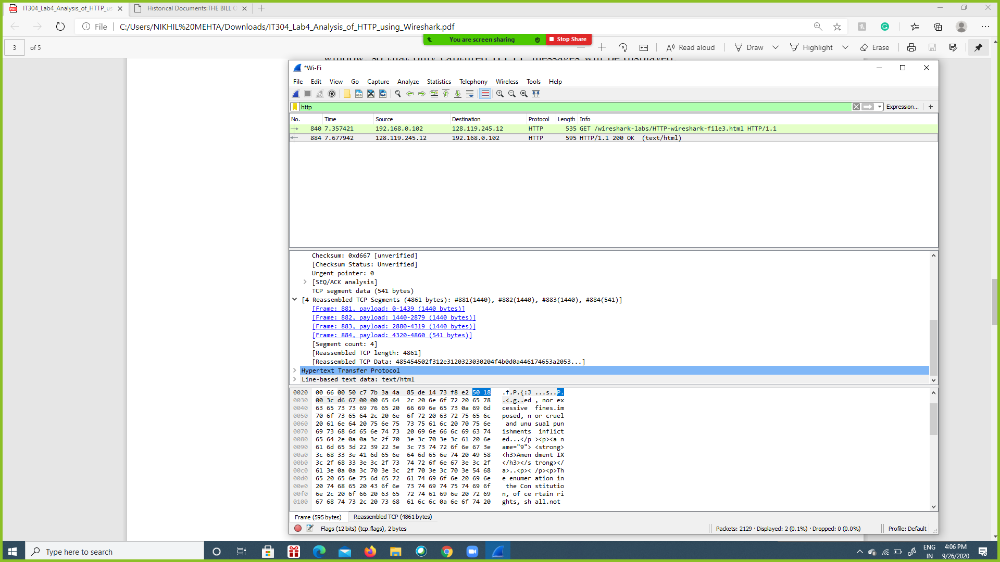 IT304_Lab4_Analysis_of_HTTP_us
Historical Documents:THE BILL O
File
C:/Users/NIKHIL%20MEHTA/Downloads/IT304_Lab4_Analysis_of_HTTP_using_Wireshark.pdf
You are screen sharing
Stop Share
3 of 5
Read aloud
Draw
Highlight
Erase
*Wi-Fi
File Edit View Go Capture Analyze Statistics Telephony Wireless Tools Help
http
Expression...
No. Time Source Destination Protocol Length Info
840 7.357421 192.168.0.102 128.119.245.12 HTTP 535 GET /wireshark-labs/HTTP-wireshark-file3.html HTTP/1.1
884 7.677942 128.119.245.12 192.168.0.102 HTTP 595 HTTP/1.1 200 OK (text/html)
Checksum: 0xd667 [unverified]
[Checksum Status: Unverified]
Urgent pointer: 0
[SEQ/ACK analysis]
TCP segment data (541 bytes)
[4 Reassembled TCP Segments (4861 bytes): #881(1440), #882(1440), #883(1440), #884(541)]
[Frame: 881, payload: 0-1439 (1440 bytes)]
[Frame: 882, payload: 1440-2879 (1440 bytes)]
[Frame: 883, payload: 2880-4319 (1440 bytes)]
[Frame: 884, payload: 4320-4860 (541 bytes)]
[Segment count: 4]
[Reassembled TCP length: 4861]
[Reassembled TCP Data: 485454502f312e3120323030204f4b0d0a446174653a2053...]
Hypertext Transfer Protocol
Line-based text data: text/html
0020 00 66 00 50 c7 7b 3a 4a 85 de 14 73 f8 e2 50 18 .f.P.{:J ...s..P.
0030 00 3c d6 67 00 00 65 64 2c 20 6e 6f 72 20 65 78 .<.g..ed , nor ex
0040 63 65 73 73 69 76 65 20 66 69 6e 65 73 0a 69 6d cessive fines.im
0050 70 6f 73 65 64 2c 20 6e 6f 72 20 63 72 75 65 6c posed, n or cruel
0060 20 61 6e 64 20 75 6e 75 73 75 61 6c 20 70 75 6e and unu sual pun
0070 69 73 68 6d 65 6e 74 73 20 69 6e 66 6c 69 63 74 ishments inflict
0080 65 64 2e 0a 0a 3c 2f 70 3e 3c 70 3e 3c 61 20 6e ed...</p ><p><a n
0090 61 6d 65 3d 22 39 22 3e 3c 73 74 72 6f 6e 67 3e ame="9"> <strong>
00a0 3c 68 33 3e 41 6d 65 6e 64 6d 65 6e 74 20 49 58 <h3>Amen dment IX
00b0 3c 2f 68 33 3e 3c 2f 73 74 72 6f 6e 67 3e 3c 2f </h3></s trong></
00c0 61 3e 0a 0a 3c 70 3e 3c 2f 70 3e 3c 70 3e 54 68 a>..<p>< /p><p>Th
00d0 65 20 65 6e 75 6d 65 72 61 74 69 6f 6e 20 69 6e e enumer ation in
00e0 20 74 68 65 20 43 6f 6e 73 74 69 74 75 74 69 6f the Con stitutio
00f0 6e 2c 20 6f 66 20 63 65 72 74 61 69 6e 20 72 69 n, of ce rtain ri
0100 67 68 74 73 2c 20 73 68 61 6c 6c 0a 6e 6f 74 20 ghts, sh all.not
Frame (595 bytes) Reassembled TCP (4861 bytes)
Flags (12 bits) (tcp.flags), 2 bytes
Packets: 2129 · Displayed: 2 (0.1%) · Dropped: 0 (0.0%)
Profile: Default
Type here to search
ENG
IN
4:06 PM
9/26/2020